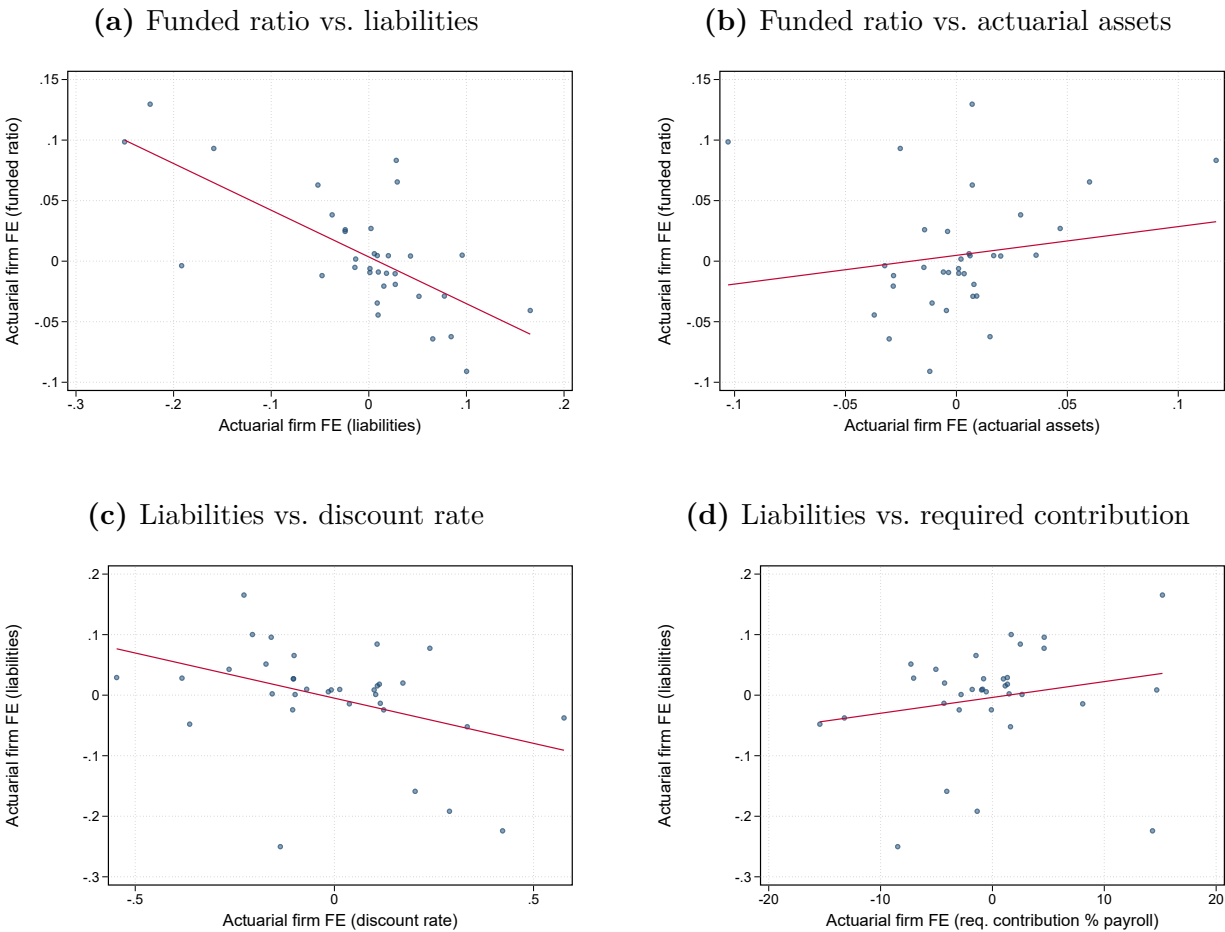 (a) Funded ratio vs. liabilities
.15
.1
.05
0
-.05
-.1
Actuarial firm FE (funded ratio)
-.3 -.2 -.1 0 .1 .2
Actuarial firm FE (liabilities)
(b) Funded ratio vs. actuarial assets
.15
.1
.05
0
-.05
-.1
Actuarial firm FE (funded ratio)
-.1 -.05 0 .05 .1
Actuarial firm FE (actuarial assets)
(c) Liabilities vs. discount rate
.2
.1
0
-.1
-.2
-.3
Actuarial firm FE (liabilities)
-.5 0 .5
Actuarial firm FE (discount rate)
(d) Liabilities vs. required contribution
.2
.1
0
-.1
-.2
-.3
Actuarial firm FE (liabilities)
-20 -10 0 10 20
Actuarial firm FE (req. contribution % payroll)